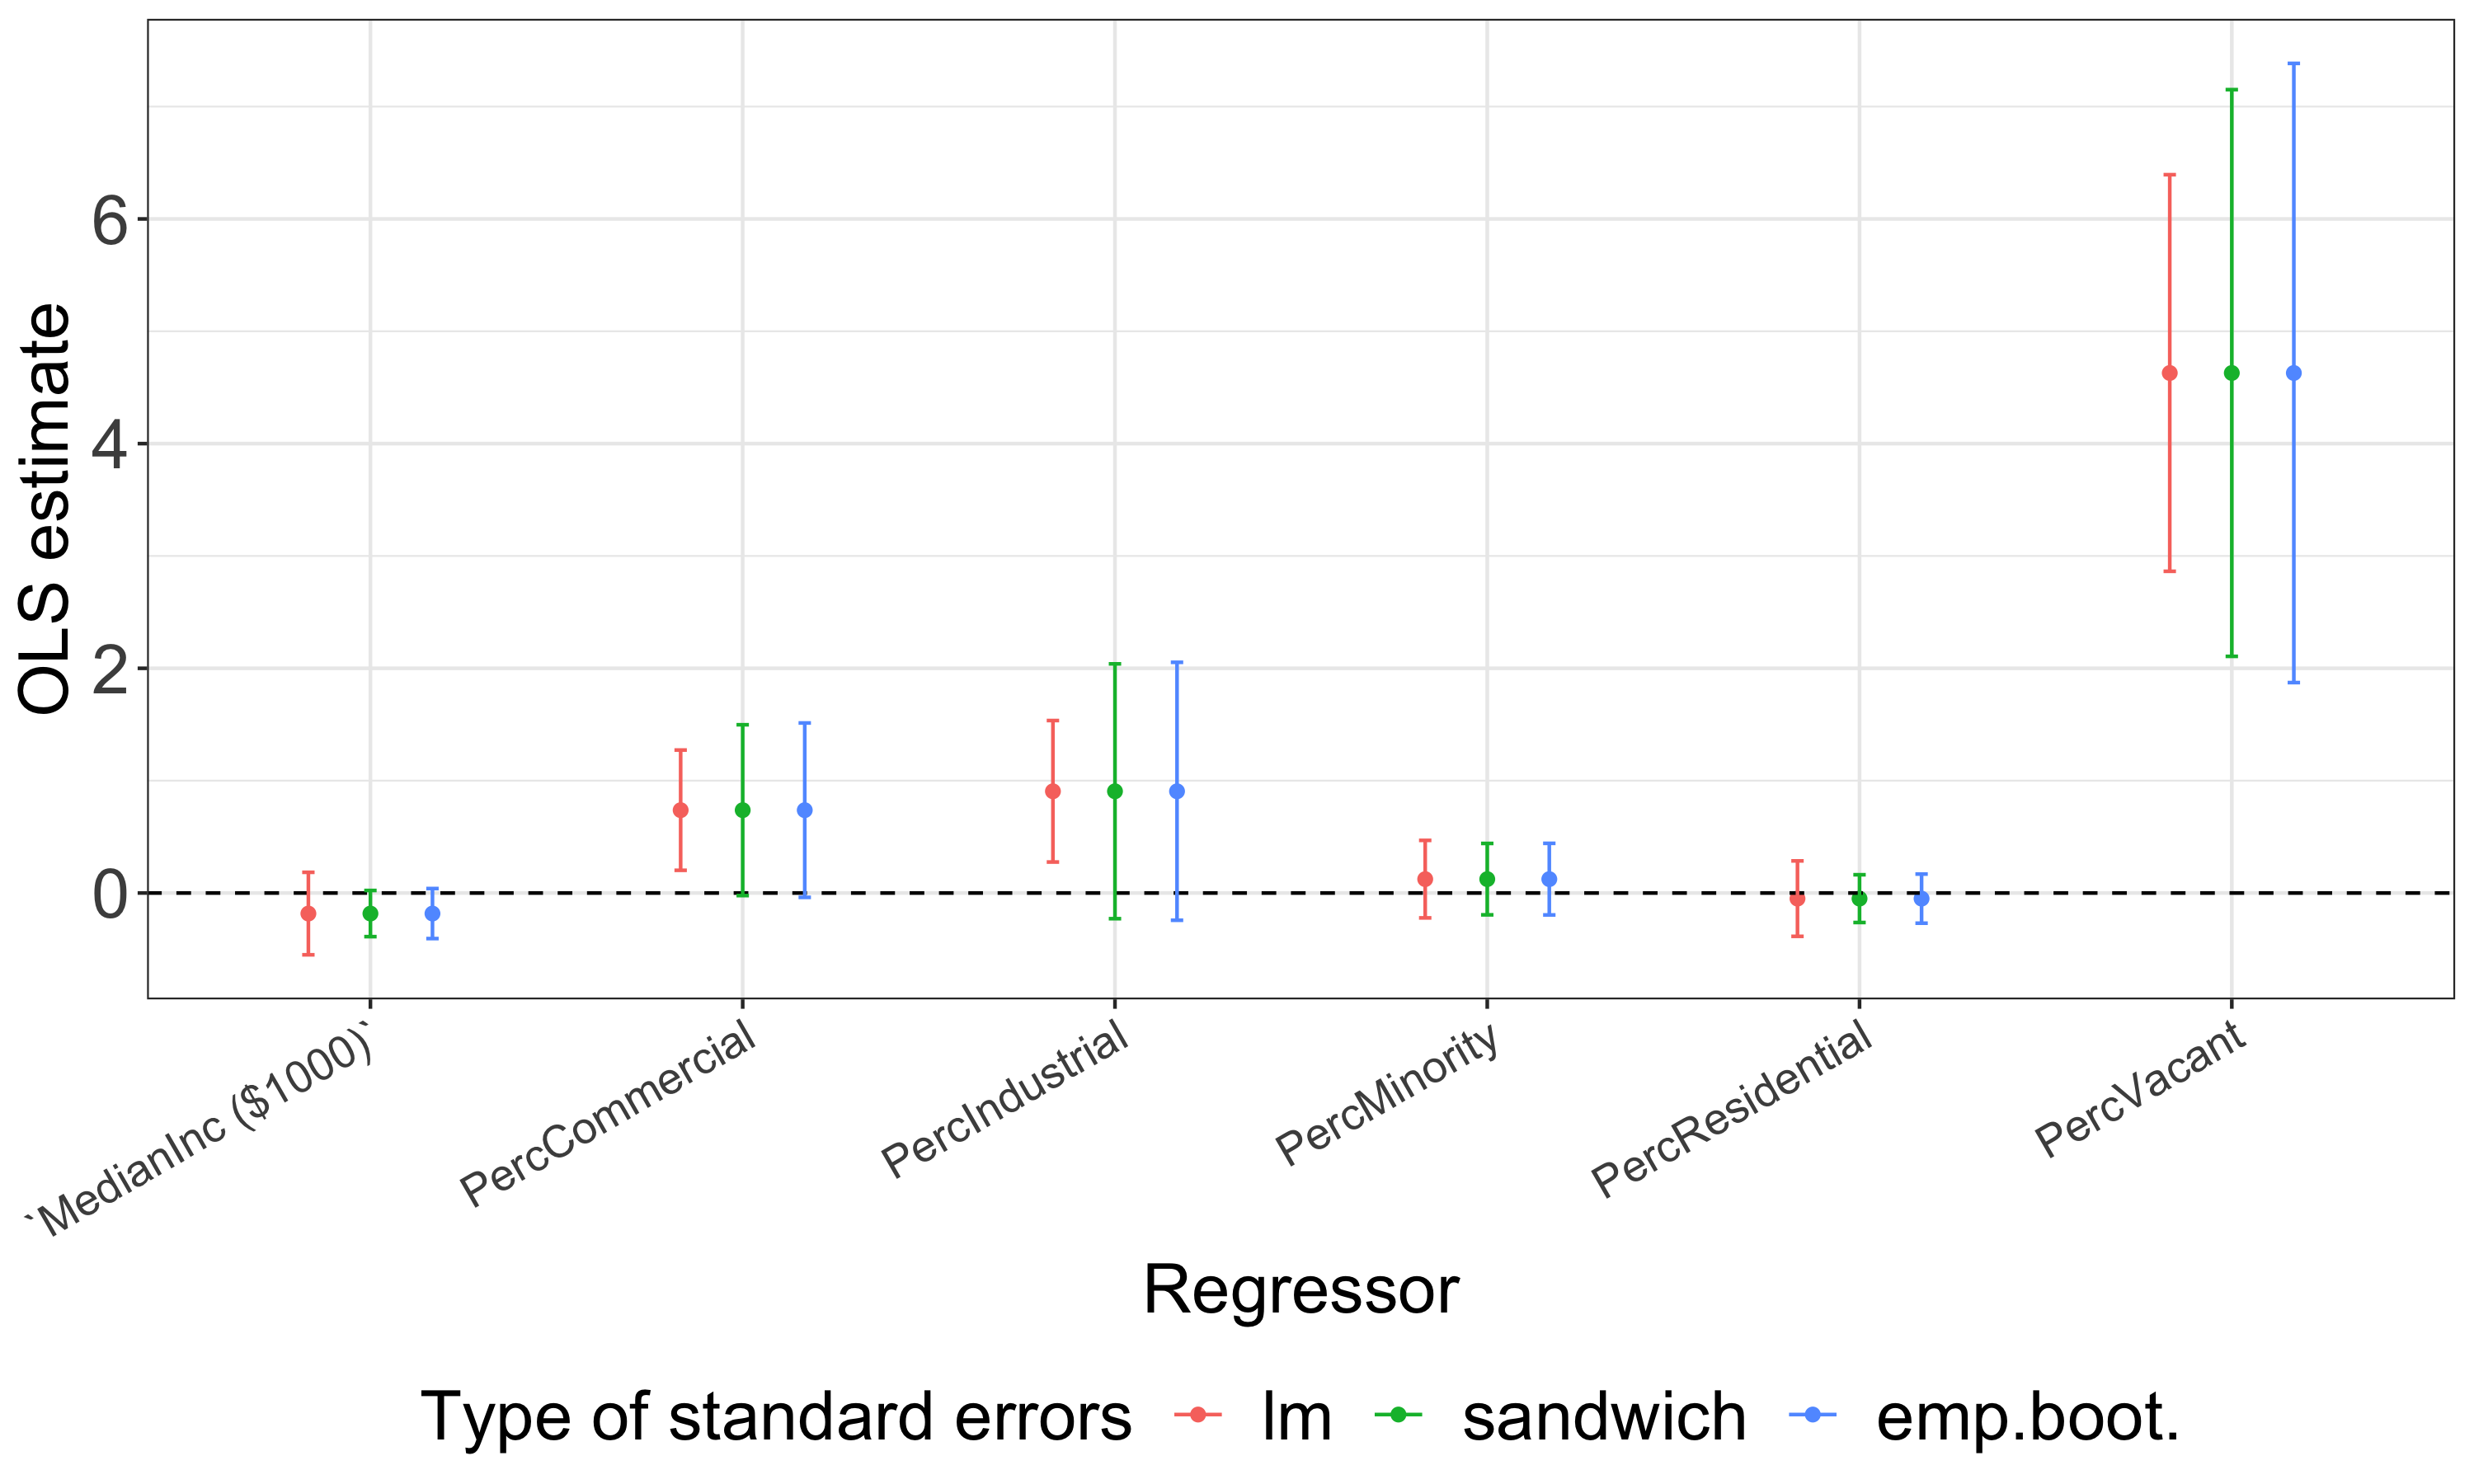 OLS estimate
6
4
2
0
`MedianInc ($1000)`
PercCommercial
PercIndustrial
PercMinority
PercResidential
PercVacant
Regressor
Type of standard errors lm sandwich emp.boot.